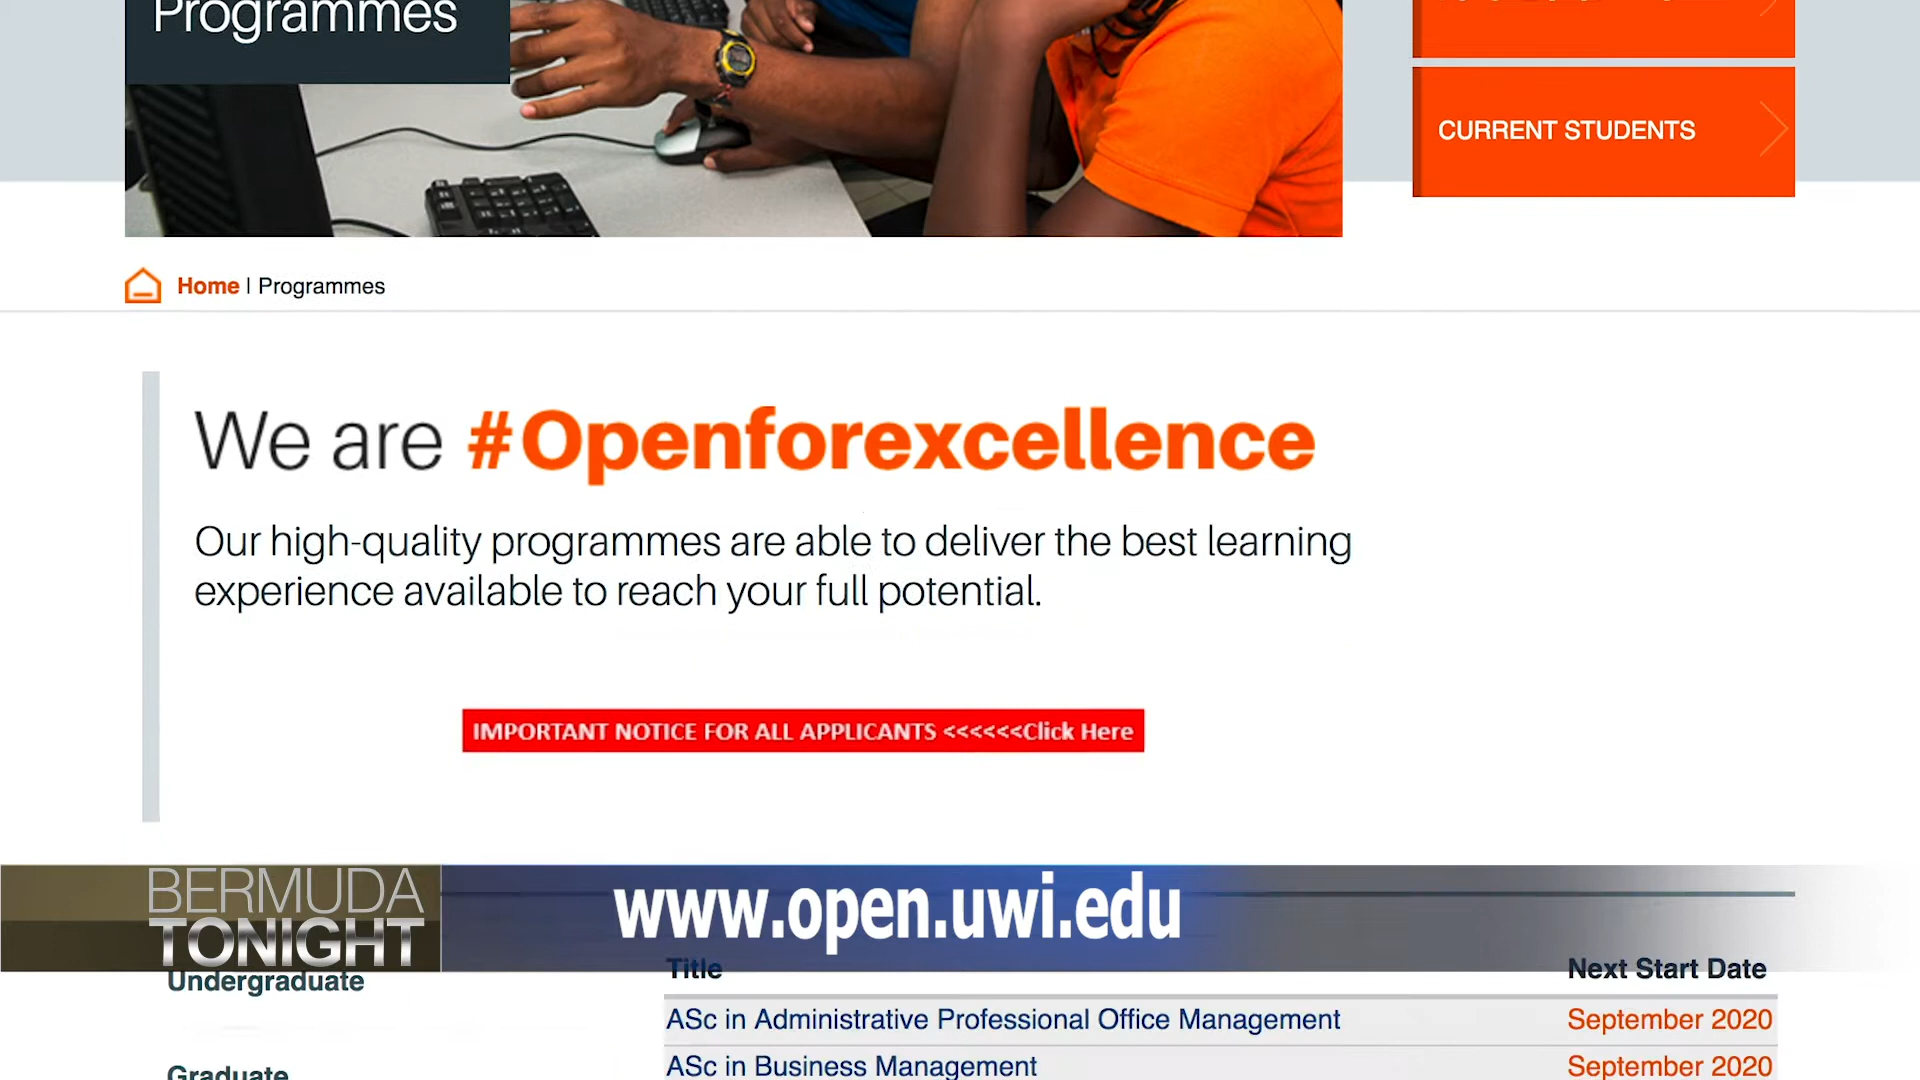 Programmes
CURRENT STUDENTS
Home | Programmes
We are #Openforexcellence
Our high-quality programmes are able to deliver the best learning
experience available to reach your full potential.
IMPORTANT NOTICE FOR ALL APPLICANTS <<<<<<Click Here
BERMUDA
TONIGHT
www.open.uwi.edu
Undergraduate
Title
Next Start Date
ASc in Administrative Professional Office Management
September 2020
ASc in Business Management
September 2020
Graduate